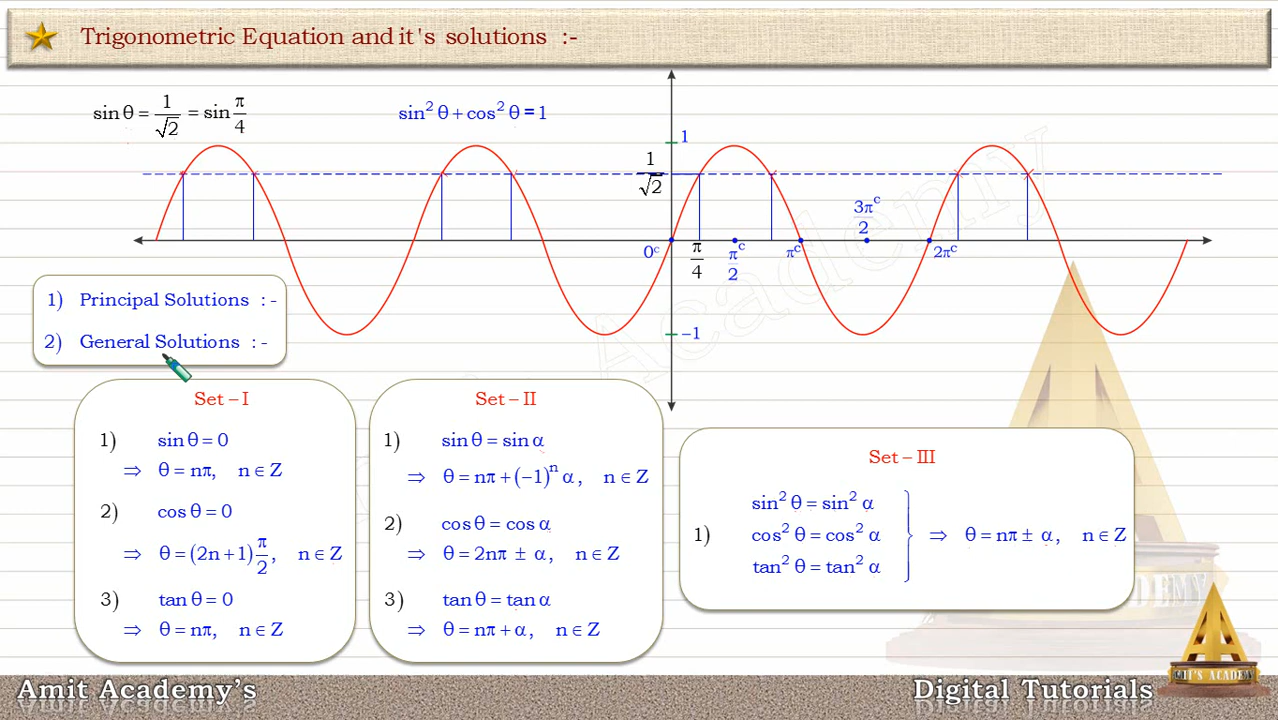 Trigonometric Equation and it's solutions :-
sin θ = 1/√2 = sin π/4
sin² θ + cos² θ = 1
1
1/√2
3πᶜ/2
0ᶜ
π/4
πᶜ/2
πᶜ
2πᶜ
−1
1) Principal Solutions :-
2) General Solutions :-
Set – I
1) sin θ = 0
⇒ θ = nπ, n ∈ Z
2) cos θ = 0
⇒ θ = (2n + 1) π/2, n ∈ Z
3) tan θ = 0
⇒ θ = nπ, n ∈ Z
Set – II
1) sin θ = sin α
⇒ θ = nπ + (−1)ⁿ α, n ∈ Z
2) cos θ = cos α
⇒ θ = 2nπ ± α, n ∈ Z
3) tan θ = tan α
⇒ θ = nπ + α, n ∈ Z
Set – III
sin² θ = sin² α
1) cos² θ = cos² α ⇒ θ = nπ ± α, n ∈ Z
tan² θ = tan² α
Academy
Amit Academy's
Digital Tutorials